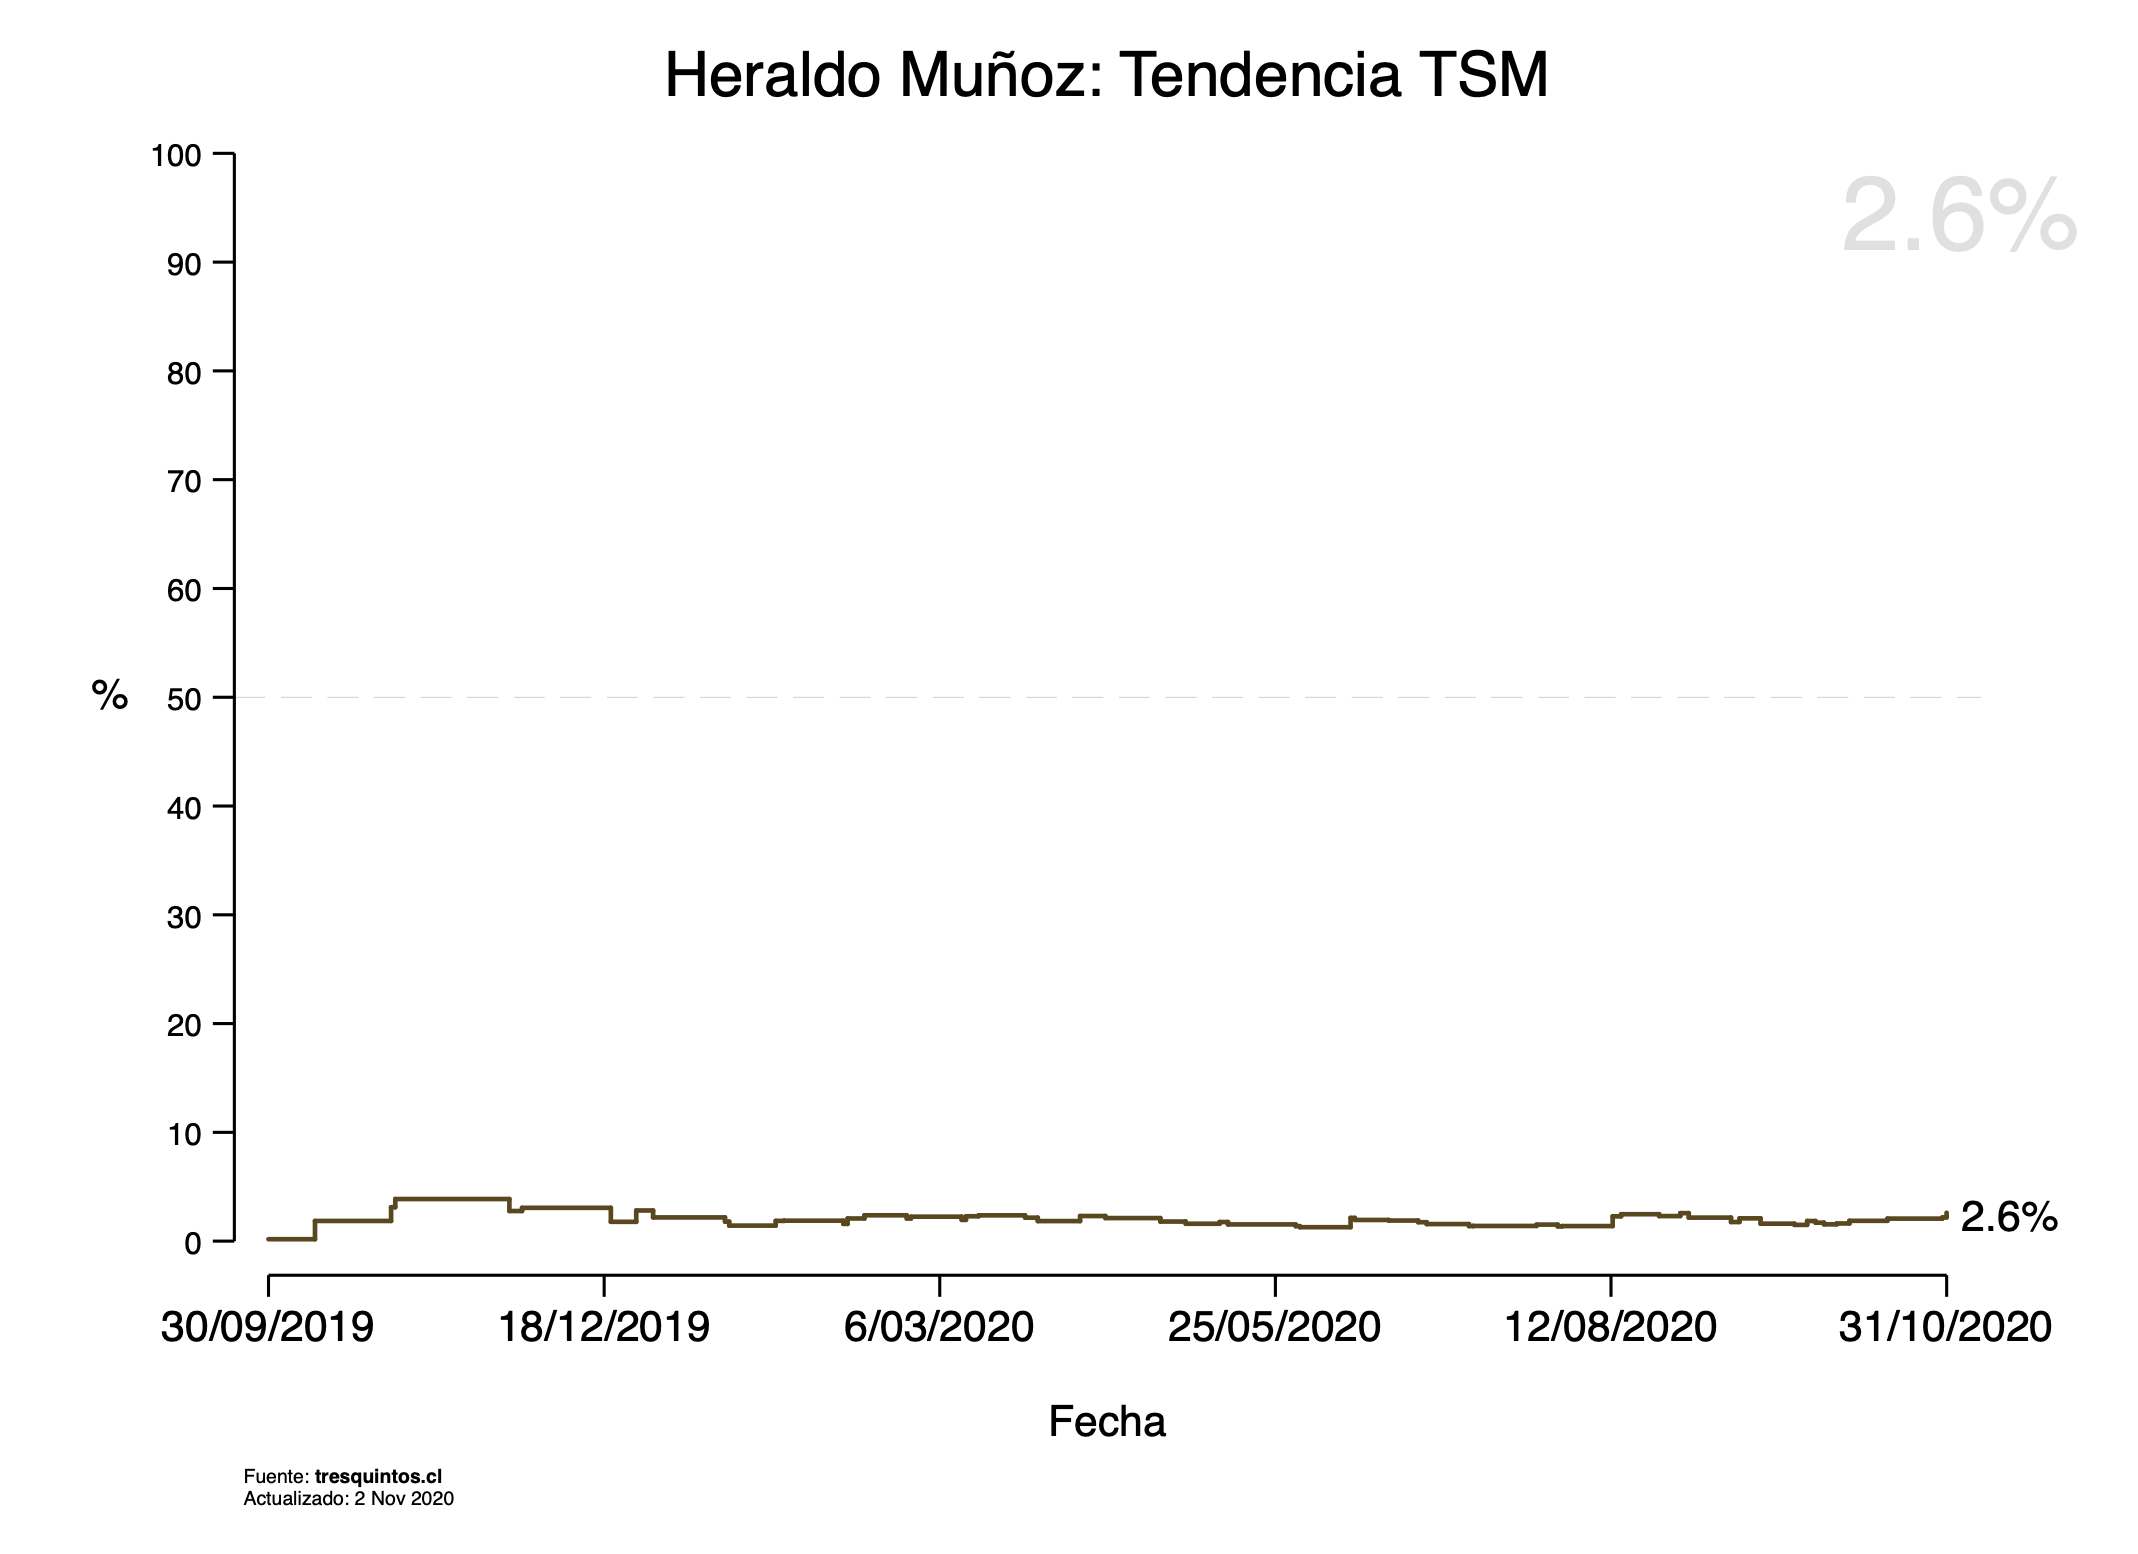 Heraldo Muñoz: Tendencia TSM
2.6%
100
90
80
70
60
50
40
30
20
10
0
%
2.6%
30/09/2019 18/12/2019 6/03/2020 25/05/2020 12/08/2020 31/10/2020
Fecha
Fuente: tresquintos.cl
Actualizado: 2 Nov 2020